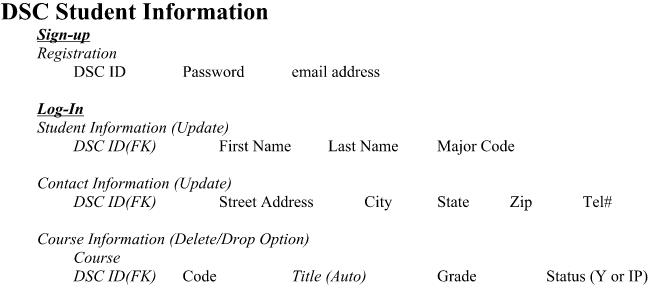 DSC Student Information
Sign-up
Registration
DSC ID Password email address
Log-In
Student Information (Update)
DSC ID(FK) First Name Last Name Major Code
Contact Information (Update)
DSC ID(FK) Street Address City State Zip Tel#
Course Information (Delete/Drop Option)
Course
DSC ID(FK) Code Title (Auto) Grade Status (Y or IP)